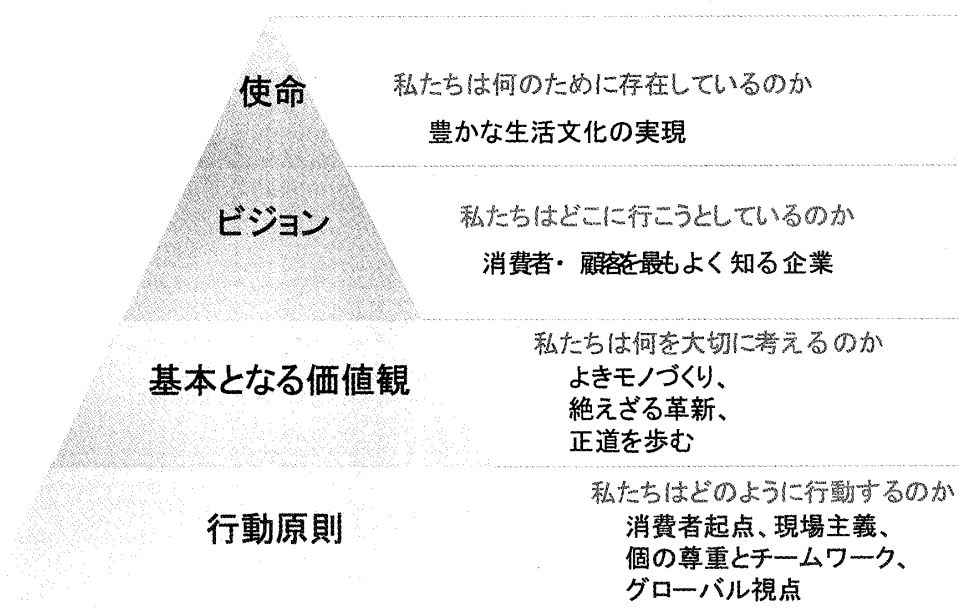 使命
私たちは何のために存在しているのか
豊かな生活文化の実現
ビジョン
私たちはどこに行こうとしているのか
消費者・顧客を最もよく知る企業
基本となる価値観
私たちは何を大切に考えるのか
よきモノづくり、
絶えざる革新、
正道を歩む
行動原則
私たちはどのように行動するのか
消費者起点、現場主義、
個の尊重とチームワーク、
グローバル視点